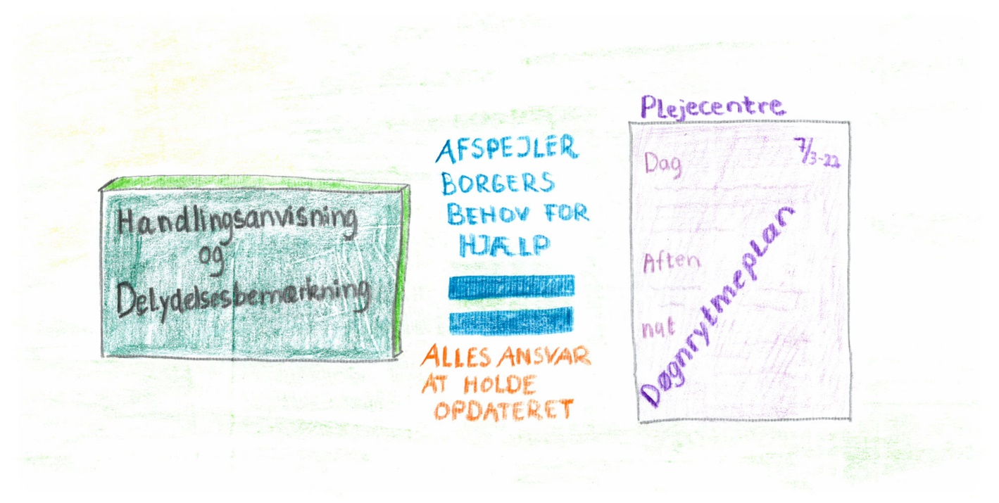 Handlingsanvisning
og
Delydelsesbemærkning
AFSPEJLER
BORGERS
BEHOV FOR
HJÆLP
ALLES ANSVAR
AT HOLDE
OPDATERET
Plejecentre
7/3-22
Dag
Aften
nat
Døgnrytmeplan